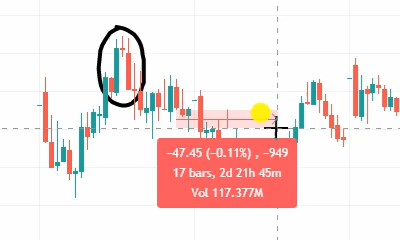 −47.45 (−0.11%) , −949
17 bars, 2d 21h 45m
Vol 117.377M